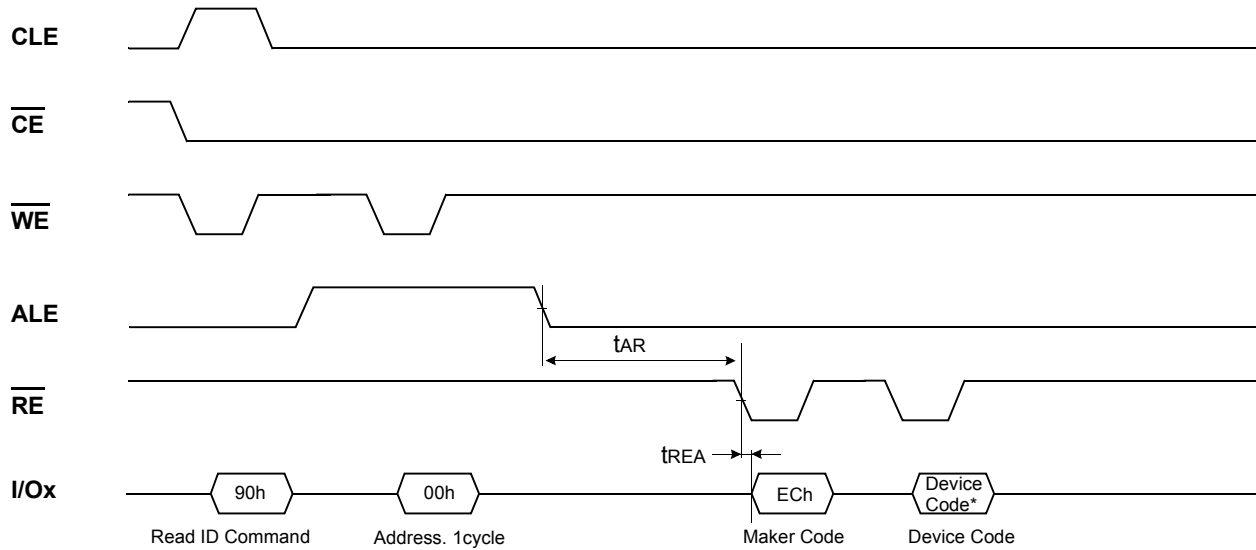 CLE
CE
WE
ALE
tAR
RE
tREA
I/Ox
90h
00h
ECh
Device
Code*
Read ID Command
Address. 1cycle
Maker Code
Device Code